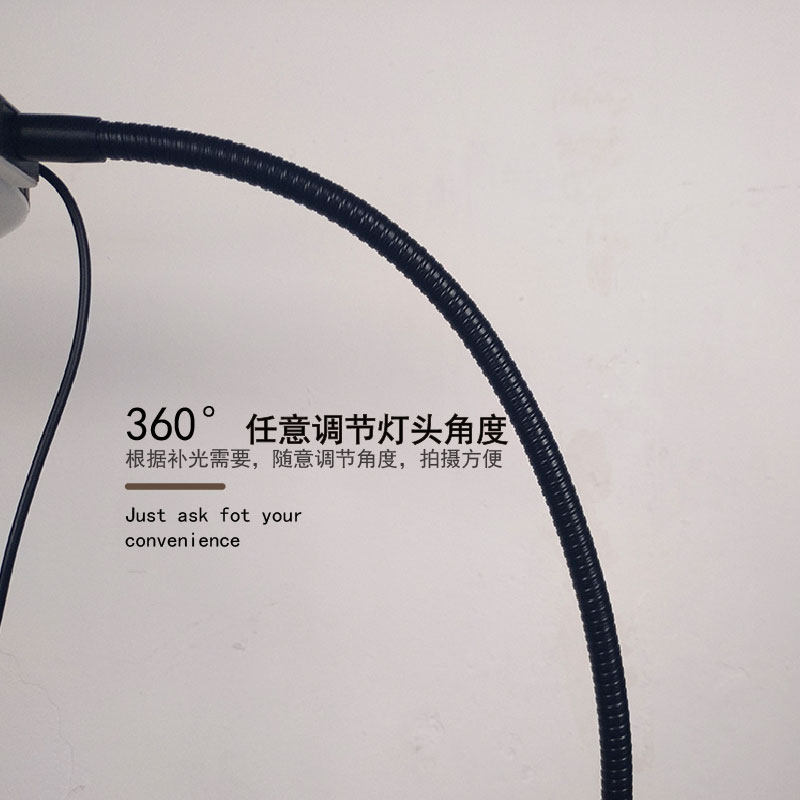 360° 任意调节灯头角度
根据补光需要，随意调节角度，拍摄方便
Just ask fot your
convenience